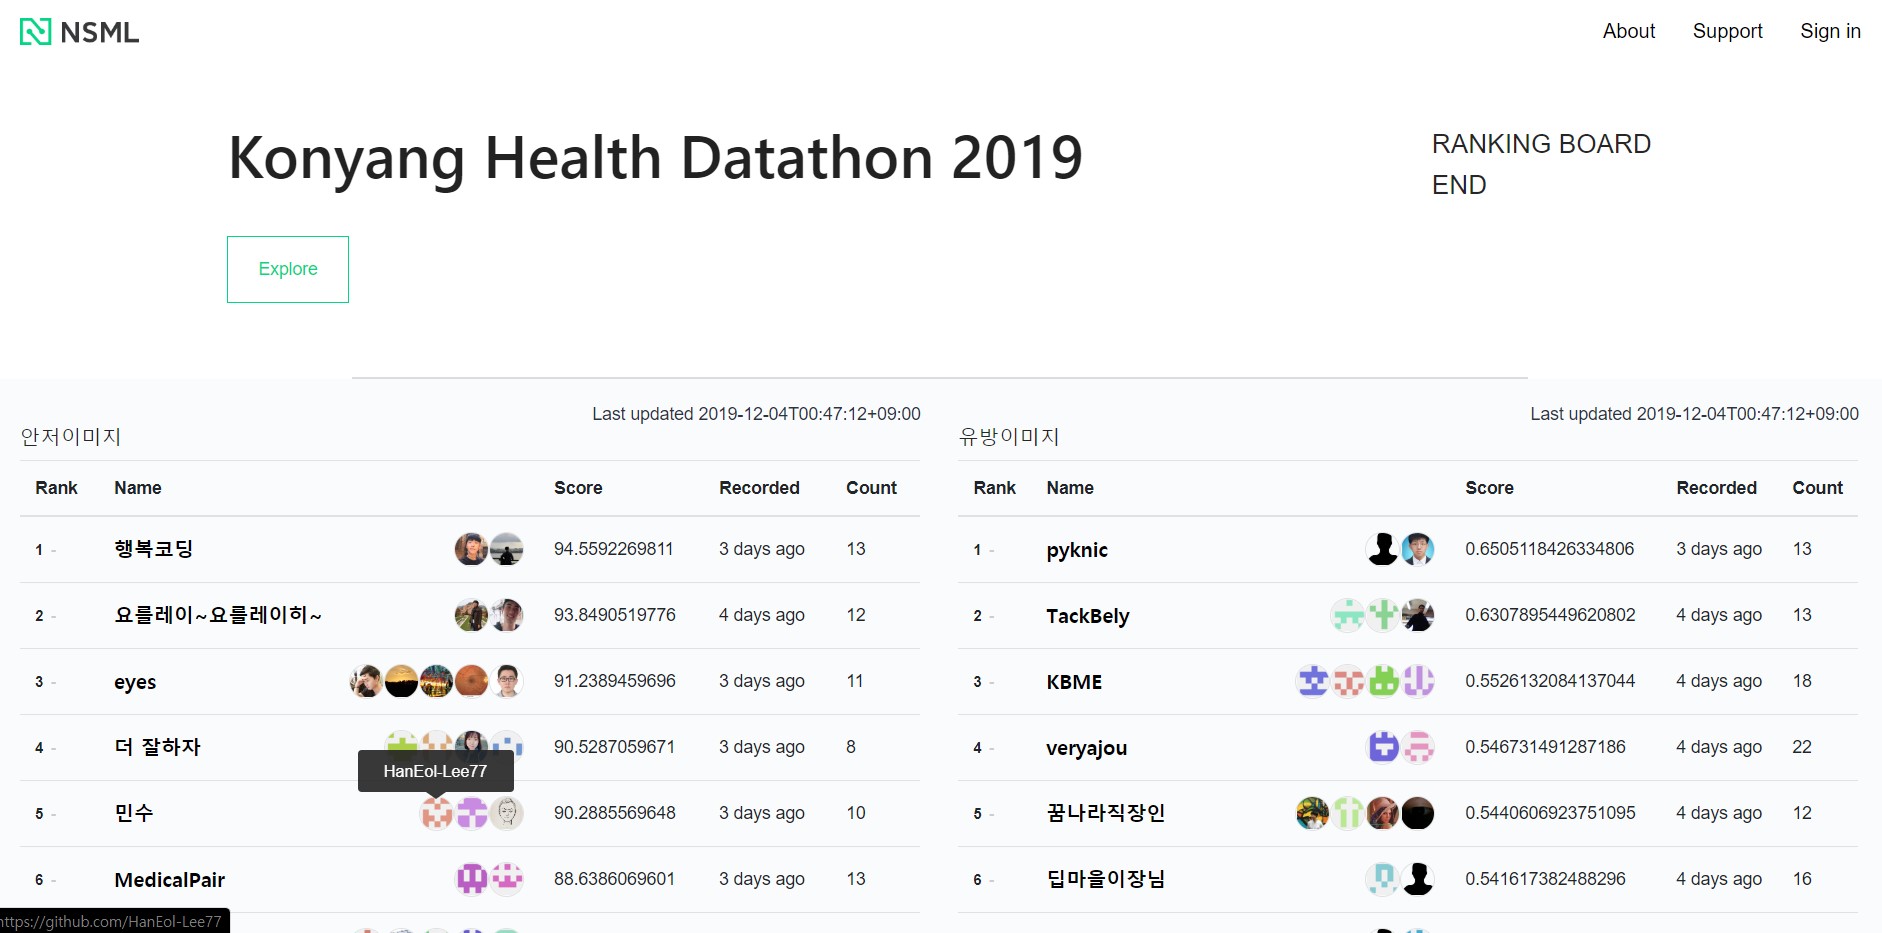 NSML
About Support Sign in
Konyang Health Datathon 2019
RANKING BOARD
END
Explore
Last updated 2019-12-04T00:47:12+09:00
안저이미지
Rank Name Score Recorded Count
1 - 행복코딩 94.5592269811 3 days ago 13
2 - 요를레이~요를레이히~ 93.8490519776 4 days ago 12
3 - eyes 91.2389459696 3 days ago 11
4 - 더 잘하자 90.5287059671 3 days ago 8
HanEol-Lee77
5 - 민수 90.2885569648 3 days ago 10
6 - MedicalPair 88.6386069601 3 days ago 13
Last updated 2019-12-04T00:47:12+09:00
유방이미지
Rank Name Score Recorded Count
1 - pyknic 0.6505118426334806 3 days ago 13
2 - TackBely 0.6307895449620802 4 days ago 13
3 - KBME 0.5526132084137044 4 days ago 18
4 - veryajou 0.546731491287186 4 days ago 22
5 - 꿈나라직장인 0.5440606923751095 4 days ago 12
6 - 딥마을이장님 0.541617382488296 4 days ago 16
https://github.com/HanEol-Lee77